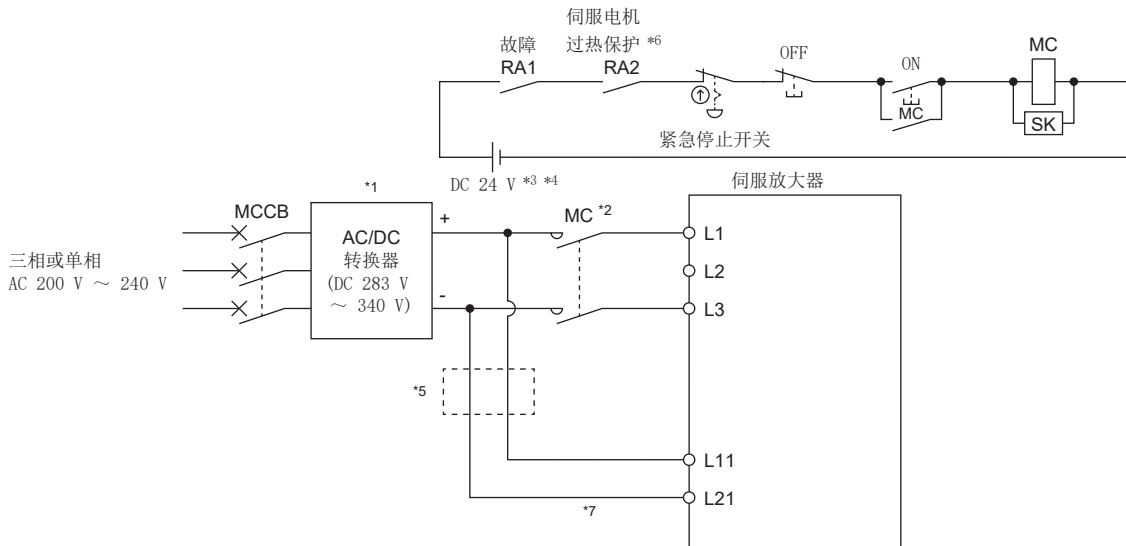 伺服电机
故障
过热保护 *6
RA1
RA2
OFF
ON
MC
MC
SK
紧急停止开关
DC 24 V *3 *4
伺服放大器
*1
MCCB
+
MC *2
L1
三相或单相
AC 200 V ～ 240 V
AC/DC
转换器
(DC 283 V
～ 340 V)
L2
-
L3
*5
L11
L21
*7